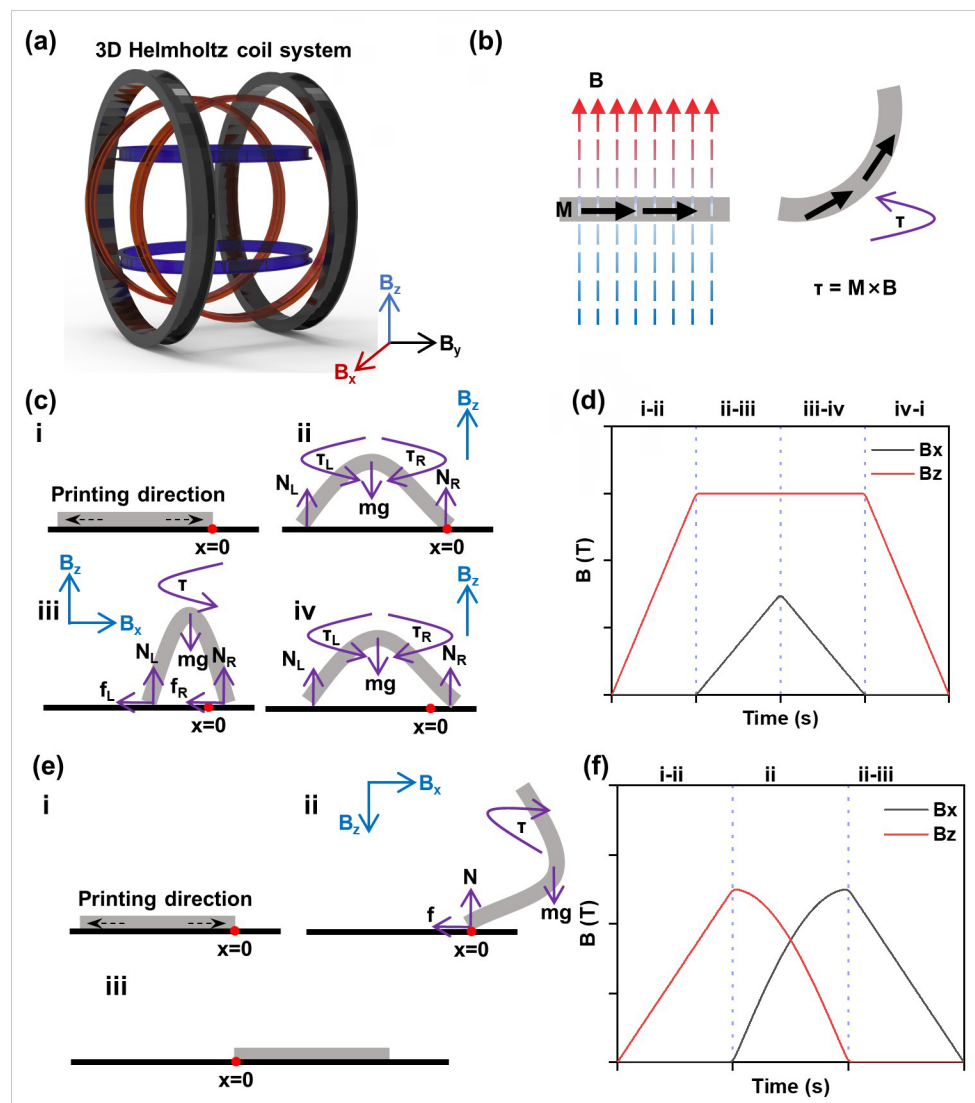 (a)
3D Helmholtz coil system
Bz
By
Bx
(b)
B
M
τ
τ = M × B
(c)
i
Printing direction
x=0
ii
Bz
τL
τR
NL
NR
mg
x=0
iii
Bz
Bx
τ
NL
mg
NR
fL
fR
x=0
iv
Bz
τL
τR
NL
NR
mg
x=0
(d)
i-ii
ii-iii
iii-iv
iv-i
Bx
Bz
B (T)
Time (s)
(e)
i
Printing direction
x=0
ii
Bx
Bz
τ
N
f
mg
x=0
iii
x=0
(f)
i-ii
ii
ii-iii
Bx
Bz
B (T)
Time (s)